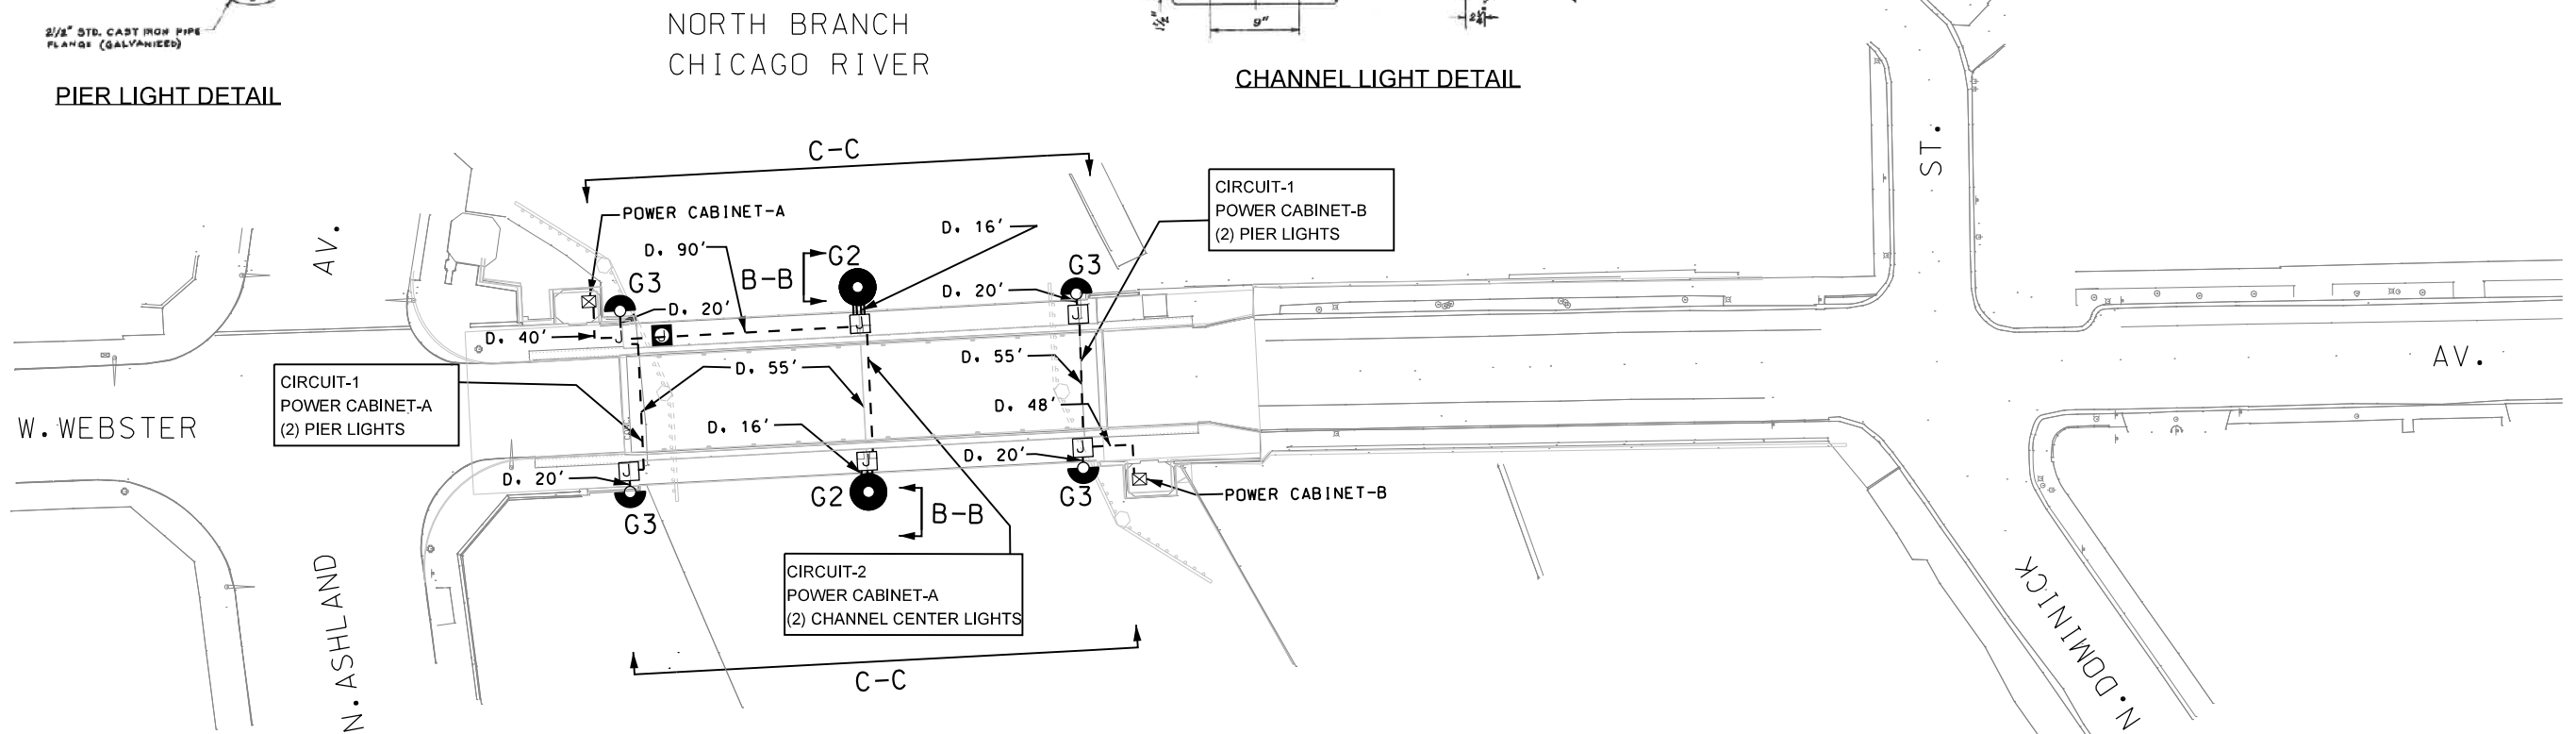 2½" STD. CAST IRON PIPE
FLANGE (GALVANIZED)
PIER LIGHT DETAIL
NORTH BRANCH
CHICAGO RIVER
1½"
9"
CHANNEL LIGHT DETAIL
ST.
AV.
C-C
POWER CABINET-A
D. 90'
B-B
G2
D. 16'
CIRCUIT-1
POWER CABINET-B
(2) PIER LIGHTS
G3
D. 20'
D. 20'
G3
D. 40'
J
J
J
J
D. 55'
D. 55'
AV.
CIRCUIT-1
POWER CABINET-A
(2) PIER LIGHTS
W. WEBSTER
D. 48'
D. 16'
J
J
J
D. 20'
D. 20'
G3
G2
B-B
G3
POWER CABINET-B
CIRCUIT-2
POWER CABINET-A
(2) CHANNEL CENTER LIGHTS
C-C
N. ASHLAND
N. DOMINICK